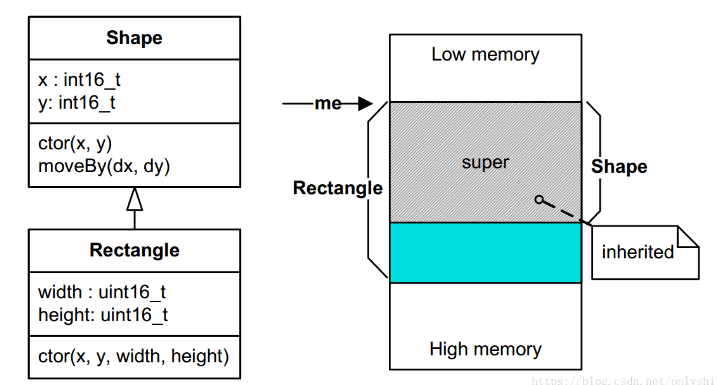 Shape
x : int16_t
y: int16_t
ctor(x, y)
moveBy(dx, dy)
Rectangle
width : uint16_t
height: uint16_t
ctor(x, y, width, height)
Low memory
me
super
Shape
Rectangle
inherited
High memory
https://blog.csdn.net/onlyshi